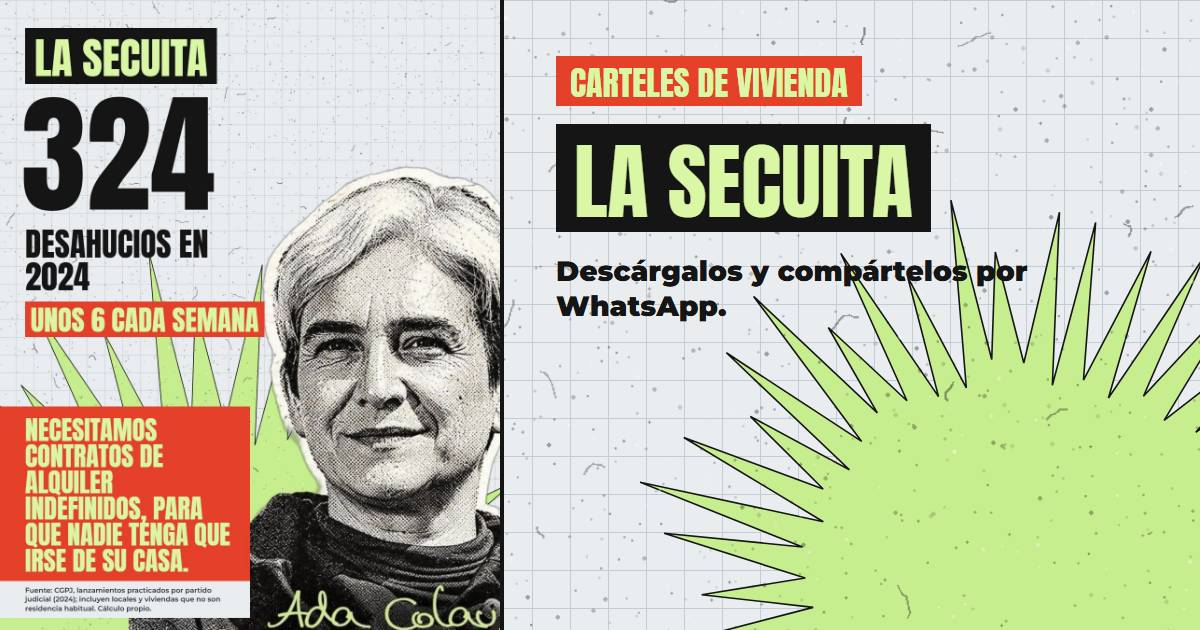 LA SECUITA
324
DESAHUCIOS EN
2024
UNOS 6 CADA SEMANA
NECESITAMOS
CONTRATOS DE
ALQUILER
INDEFINIDOS, PARA
QUE NADIE TENGA QUE
IRSE DE SU CASA.
Fuente: CGPJ, lanzamientos practicados por partido
judicial (2024); incluyen locales y viviendas que no son
residencia habitual. Cálculo propio.
Ada Colau
CARTELES DE VIVIENDA
LA SECUITA
Descárgalos y compártelos por
WhatsApp.